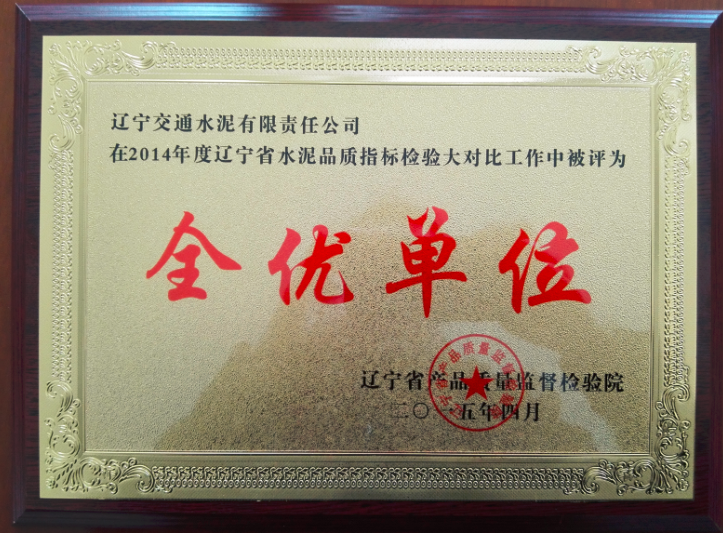 辽宁交通水泥有限责任公司
在2014年度辽宁省水泥品质指标检验大对比工作中被评为
全优单位
辽宁省产品质量监督检验院
二〇一五年四月